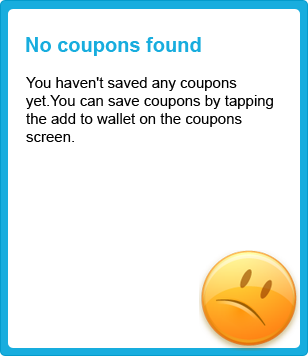 No coupons found
You haven't saved any coupons
yet.You can save coupons by tapping
the add to wallet on the coupons
screen.